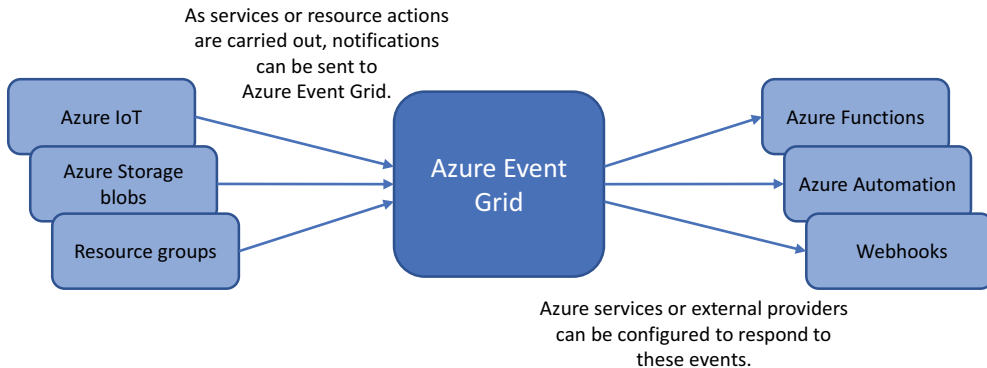 As services or resource actions
are carried out, notifications
can be sent to
Azure Event Grid.
Azure IoT
Azure Storage
blobs
Resource groups
Azure Event
Grid
Azure Functions
Azure Automation
Webhooks
Azure services or external providers
can be configured to respond to
these events.